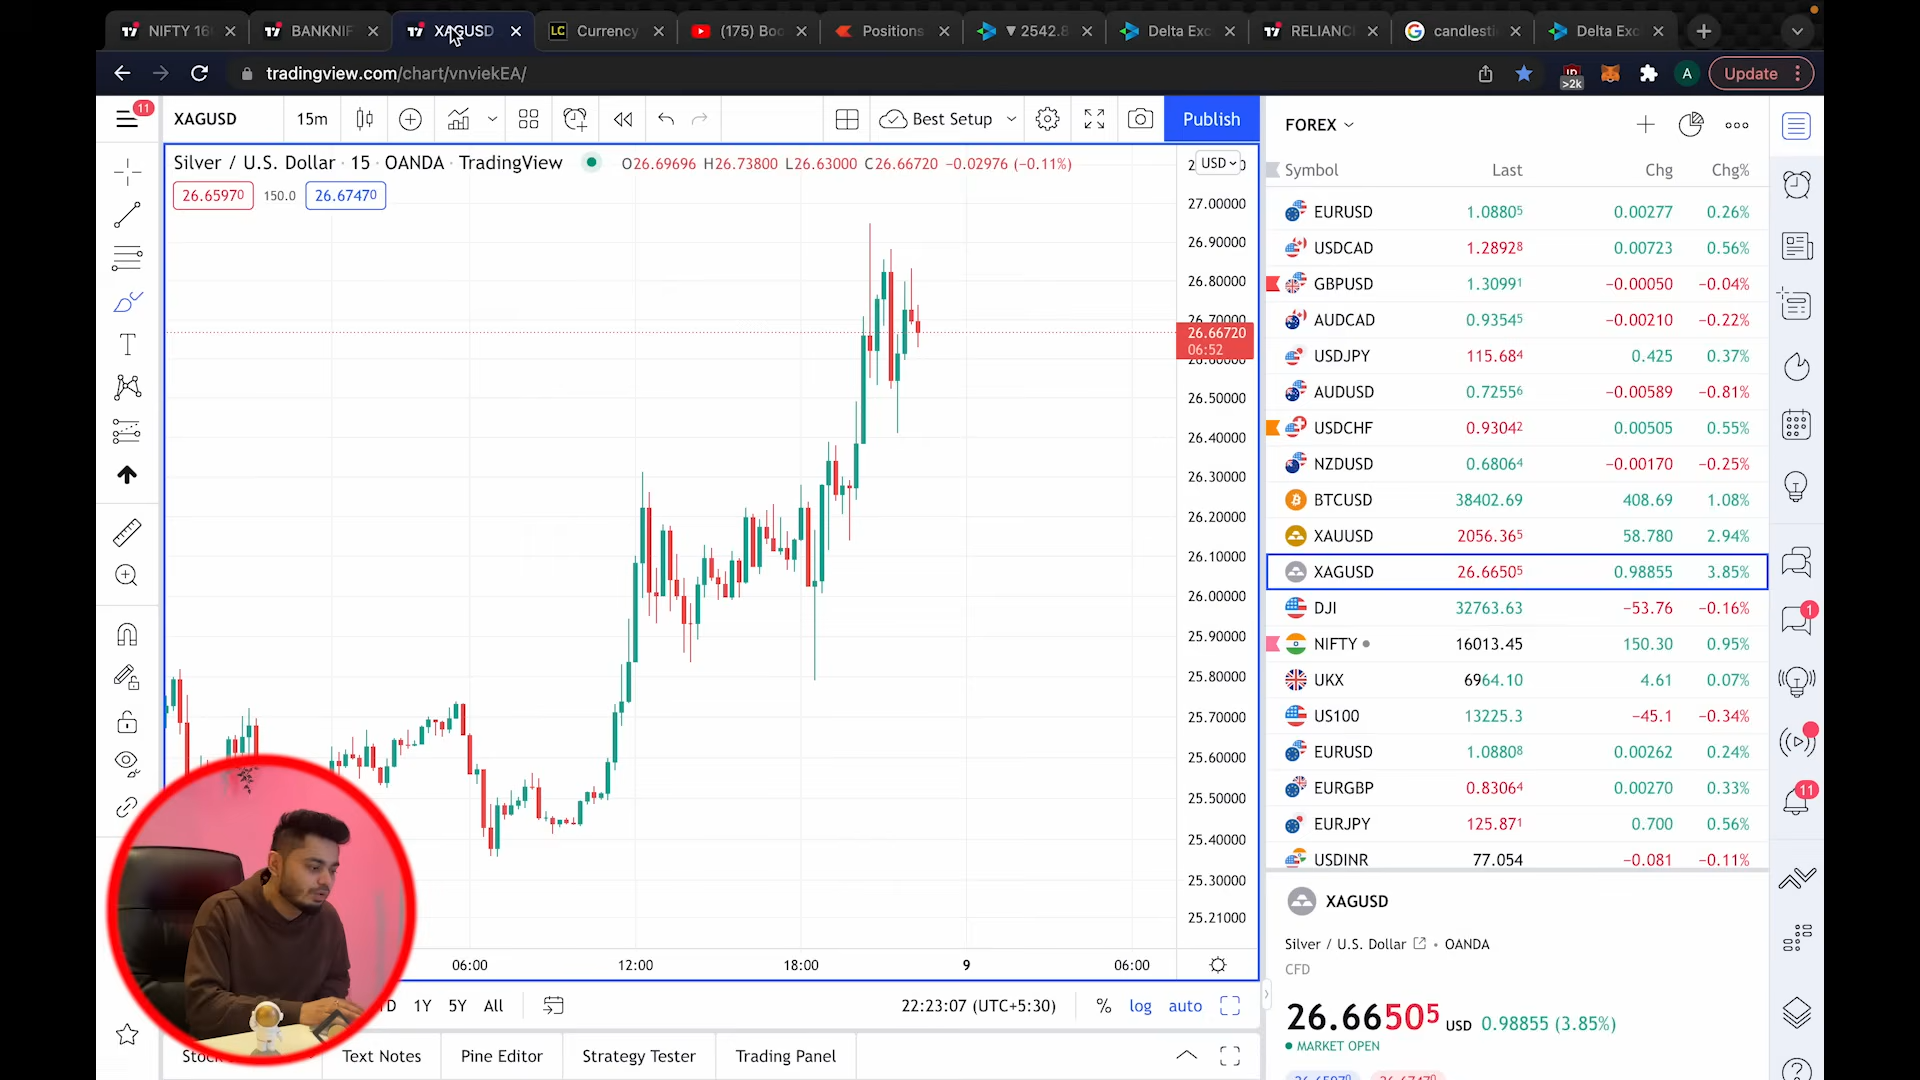 NIFTY 16
BANKNIF
XAGUSD
LC
Currency
(175) Boo
Positions
▼ 2542.8
Delta Exc
RELIANC
candlesti
Delta Exc
tradingview.com/chart/vnviekEA/
>2k
A
Update
11
XAGUSD
15m
Best Setup
Publish
Silver / U.S. Dollar · 15 · OANDA · TradingView
O26.69696 H26.73800 L26.63000 C26.66720 −0.02976 (−0.11%)
26.65970
150.0
26.67470
USD
27.00000
26.90000
26.80000
26.70000
26.66720
06:52
26.60000
26.50000
26.40000
26.30000
26.20000
26.10000
26.00000
25.90000
25.80000
25.70000
25.60000
25.50000
25.40000
25.30000
25.21000
06:00
12:00
18:00
9
06:00
1Y
5Y
All
22:23:07 (UTC+5:30)
%
log
auto
Text Notes
Pine Editor
Strategy Tester
Trading Panel
FOREX
Symbol Last Chg Chg%
EURUSD 1.08805 0.00277 0.26%
USDCAD 1.28928 0.00723 0.56%
GBPUSD 1.30991 −0.00050 −0.04%
AUDCAD 0.93545 −0.00210 −0.22%
USDJPY 115.684 0.425 0.37%
AUDUSD 0.72556 −0.00589 −0.81%
USDCHF 0.93042 0.00505 0.55%
NZDUSD 0.68064 −0.00170 −0.25%
BTCUSD 38402.69 408.69 1.08%
XAUUSD 2056.365 58.780 2.94%
XAGUSD 26.66505 0.98855 3.85%
DJI 32763.63 −53.76 −0.16%
NIFTY 16013.45 150.30 0.95%
UKX 6964.10 4.61 0.07%
US100 13225.3 −45.1 −0.34%
EURUSD 1.08808 0.00262 0.24%
EURGBP 0.83064 0.00270 0.33%
EURJPY 125.871 0.700 0.56%
USDINR 77.054 −0.081 −0.11%
XAGUSD
Silver / U.S. Dollar • OANDA
CFD
26.66505 USD 0.98855 (3.85%)
MARKET OPEN
1
11